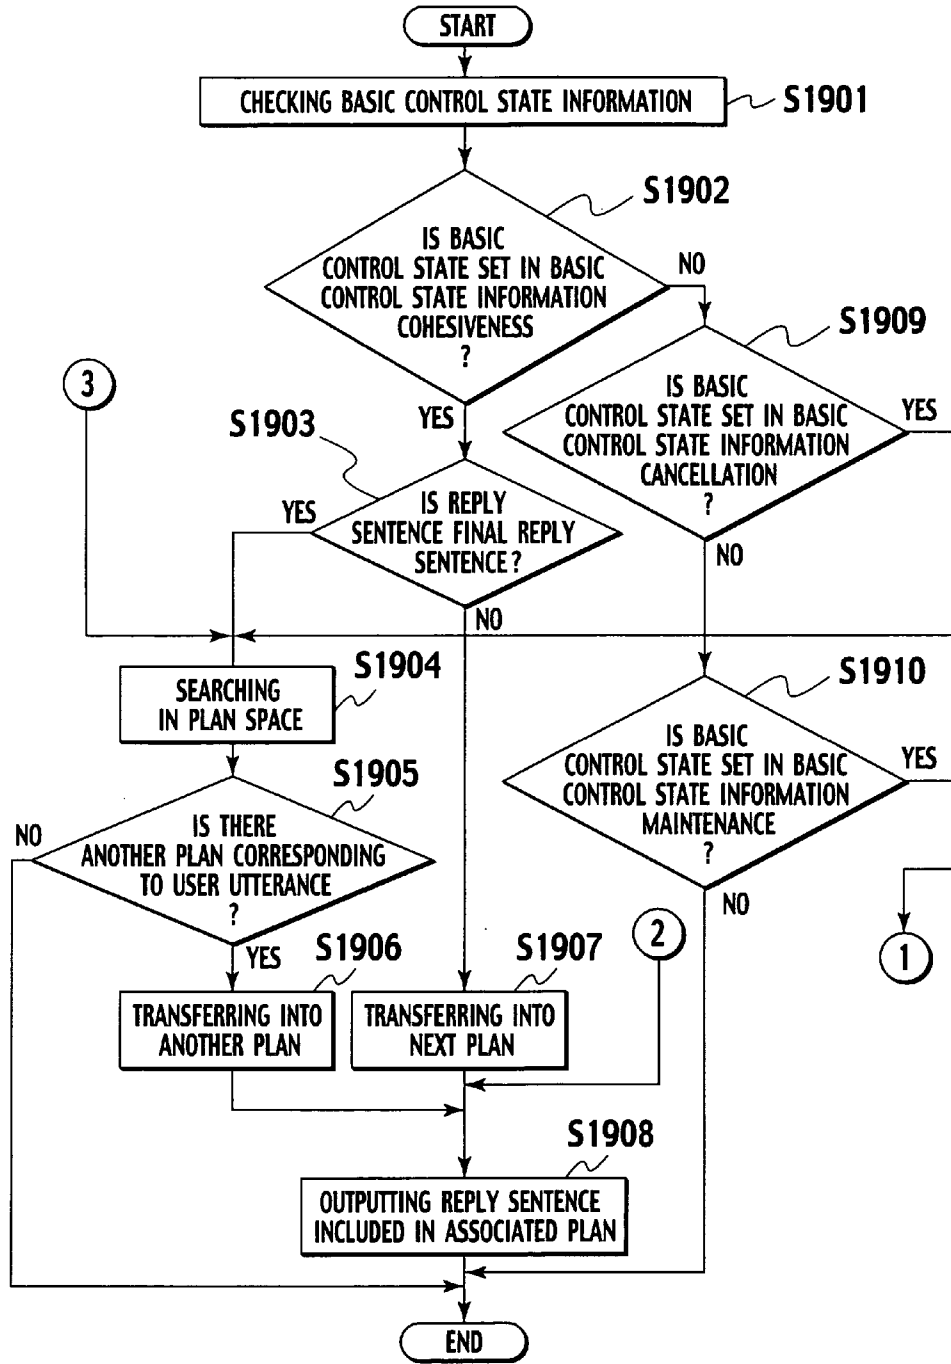 START
CHECKING BASIC CONTROL STATE INFORMATION
S1901
S1902
IS BASIC
CONTROL STATE SET IN BASIC
CONTROL STATE INFORMATION
COHESIVENESS
?
NO
YES
S1909
IS BASIC
CONTROL STATE SET IN BASIC
CONTROL STATE INFORMATION
CANCELLATION
?
YES
NO
3
S1903
IS REPLY
SENTENCE FINAL REPLY
SENTENCE?
YES
NO
S1904
SEARCHING
IN PLAN SPACE
S1910
IS BASIC
CONTROL STATE SET IN BASIC
CONTROL STATE INFORMATION
MAINTENANCE
?
YES
NO
S1905
IS THERE
ANOTHER PLAN CORRESPONDING
TO USER UTTERANCE
?
NO
YES
S1906
TRANSFERRING INTO
ANOTHER PLAN
S1907
TRANSFERRING INTO
NEXT PLAN
2
1
S1908
OUTPUTTING REPLY SENTENCE
INCLUDED IN ASSOCIATED PLAN
END